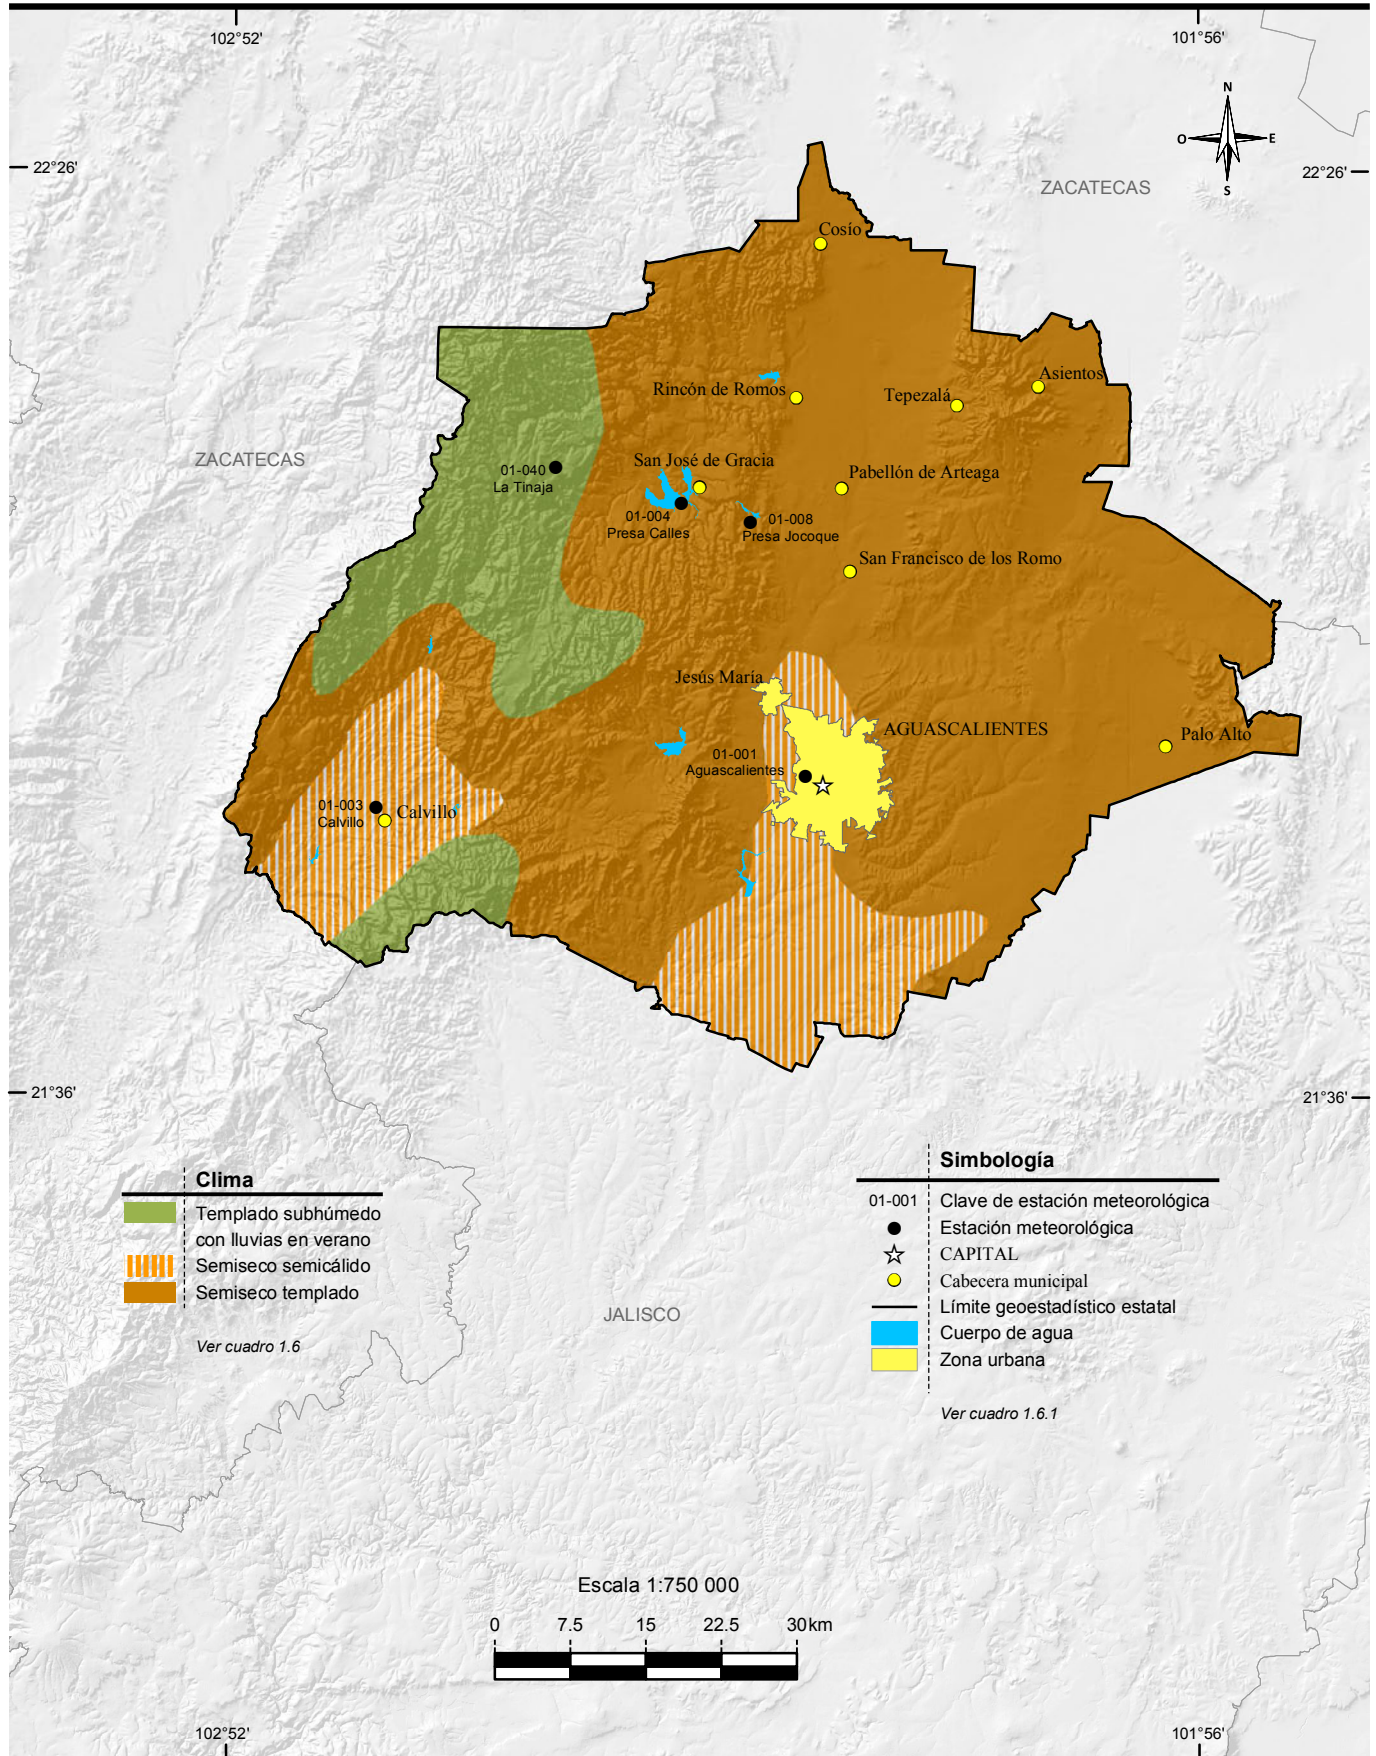 102°52'
101°56'
N
O
E
S
22°26'
22°26'
ZACATECAS
Cosío
Asientos
Rincón de Romos
Tepezalá
ZACATECAS
San José de Gracia
01-040
La Tinaja
Pabellón de Arteaga
01-004
Presa Calles
01-008
Presa Jocoque
San Francisco de los Romo
Jesús María
AGUASCALIENTES
Palo Alto
01-001
Aguascalientes
01-003
Calvillo
Calvillo
21°36'
21°36'
Clima
Templado subhúmedo
con lluvias en verano
Semiseco semicálido
Semiseco templado
Ver cuadro 1.6
Simbología
01-001 Clave de estación meteorológica
Estación meteorológica
CAPITAL
Cabecera municipal
Límite geoestadístico estatal
Cuerpo de agua
Zona urbana
Ver cuadro 1.6.1
JALISCO
Escala 1:750 000
0 7.5 15 22.5 30 km
102°52'
101°56'